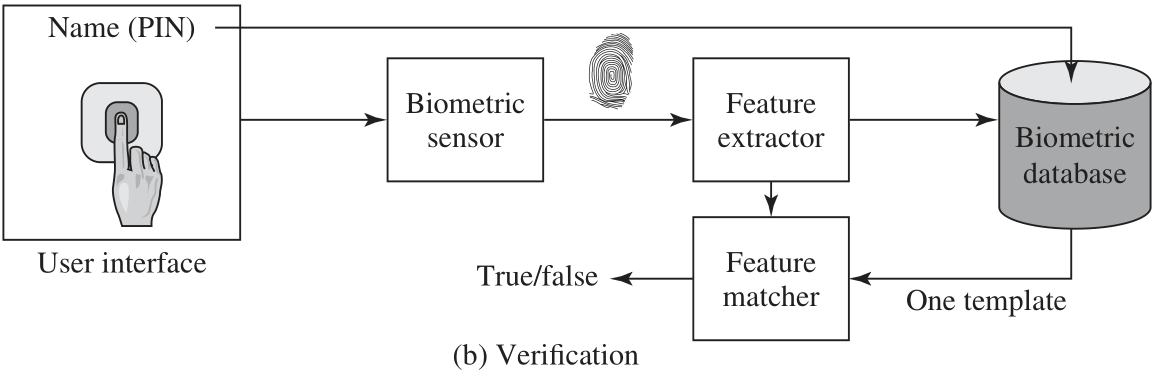 Name (PIN)
Biometric
sensor
Feature
extractor
Biometric
database
User interface
True/false
Feature
matcher
One template
(b) Verification